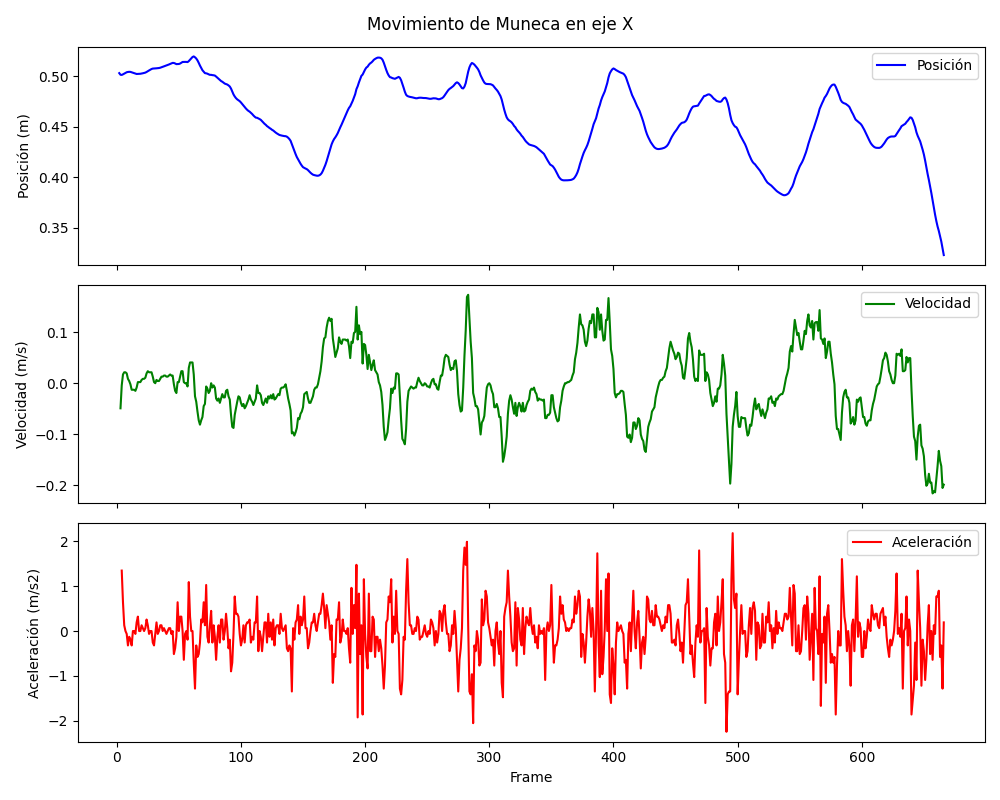 Movimiento de Muneca en eje X
Posición (m)
0.50
0.45
0.40
0.35
Posición
Velocidad (m/s)
0.1
0.0
−0.1
−0.2
Velocidad
Aceleración (m/s2)
2
1
0
−1
−2
Aceleración
0 100 200 300 400 500 600
Frame